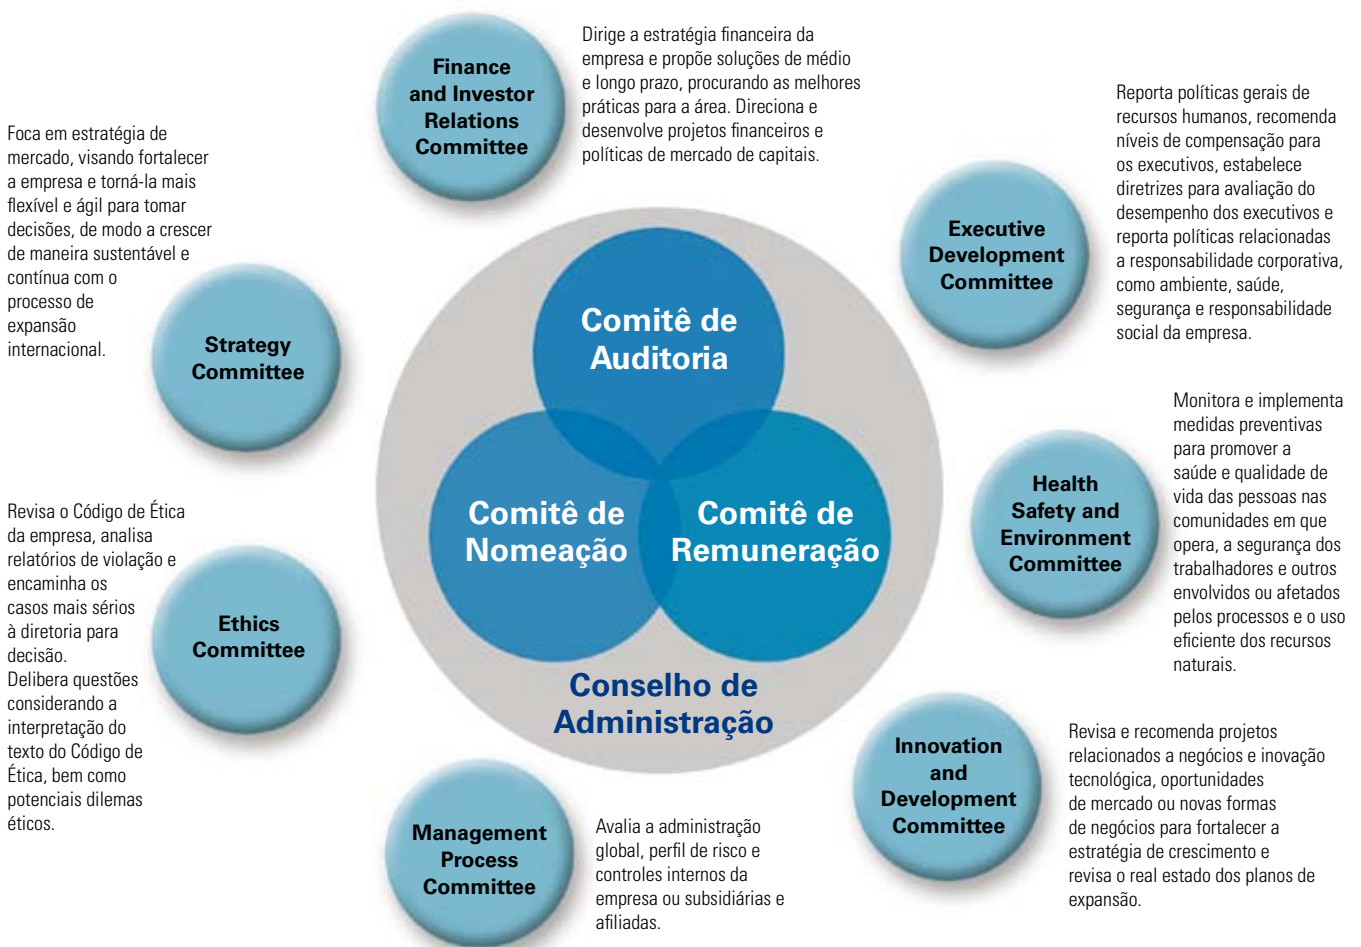 Finance
and Investor
Relations
Committee
Dirige a estratégia financeira da
empresa e propõe soluções de médio
e longo prazo, procurando as melhores
práticas para a área. Direciona e
desenvolve projetos financeiros e
políticas de mercado de capitais.
Executive
Development
Committee
Reporta políticas gerais de
recursos humanos, recomenda
níveis de compensação para
os executivos, estabelece
diretrizes para avaliação do
desempenho dos executivos e
reporta políticas relacionadas
a responsabilidade corporativa,
como ambiente, saúde,
segurança e responsabilidade
social da empresa.
Foca em estratégia de
mercado, visando fortalecer
a empresa e torná-la mais
flexível e ágil para tomar
decisões, de modo a crescer
de maneira sustentável e
contínua com o
processo de
expansão
internacional.
Strategy
Committee
Comitê de
Auditoria
Comitê de
Nomeação
Comitê de
Remuneração
Conselho de
Administração
Health
Safety and
Environment
Committee
Monitora e implementa
medidas preventivas
para promover a
saúde e qualidade de
vida das pessoas nas
comunidades em que
opera, a segurança dos
trabalhadores e outros
envolvidos ou afetados
pelos processos e o uso
eficiente dos recursos
naturais.
Revisa o Código de Ética
da empresa, analisa
relatórios de violação e
encaminha os
casos mais sérios
à diretoria para
decisão.
Delibera questões
considerando a
interpretação do
texto do Código de
Ética, bem como
potenciais dilemas
éticos.
Ethics
Committee
Management
Process
Committee
Avalia a administração
global, perfil de risco e
controles internos da
empresa ou subsidiárias e
afiliadas.
Innovation
and
Development
Committee
Revisa e recomenda projetos
relacionados a negócios e inovação
tecnológica, oportunidades
de mercado ou novas formas
de negócios para fortalecer a
estratégia de crescimento e
revisa o real estado dos planos de
expansão.